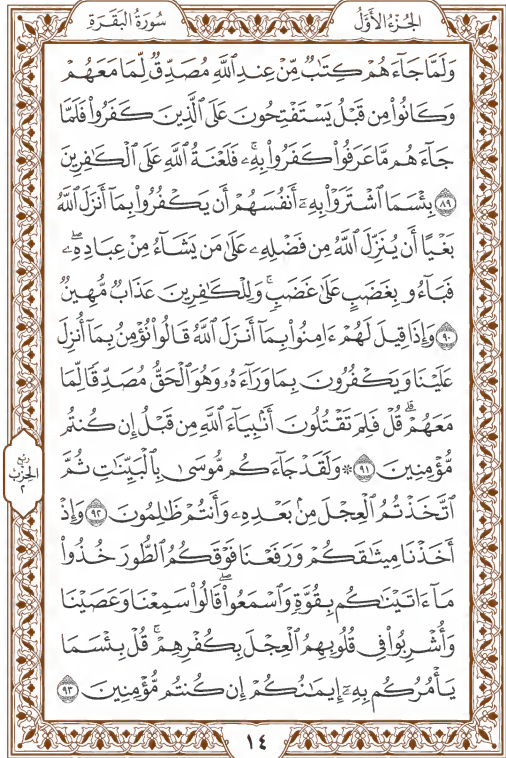 الجُزْءُ الأَوَّلُ
سُورَةُ البَقَرَةِ
وَلَمَّا جَآءَهُمْ كِتَٰبٌ مِّنْ عِندِ ٱللَّهِ مُصَدِّقٌ لِّمَا مَعَهُمْ
وَكَانُوا۟ مِن قَبْلُ يَسْتَفْتِحُونَ عَلَى ٱلَّذِينَ كَفَرُوا۟ فَلَمَّا
جَآءَهُم مَّا عَرَفُوا۟ كَفَرُوا۟ بِهِۦۚ فَلَعْنَةُ ٱللَّهِ عَلَى ٱلْكَٰفِرِينَ
٨٩ بِئْسَمَا ٱشْتَرَوْا۟ بِهِۦٓ أَنفُسَهُمْ أَن يَكْفُرُوا۟ بِمَآ أَنزَلَ ٱللَّهُ
بَغْيًا أَن يُنَزِّلَ ٱللَّهُ مِن فَضْلِهِۦ عَلَىٰ مَن يَشَآءُ مِنْ عِبَادِهِۦۖ
فَبَآءُو بِغَضَبٍ عَلَىٰ غَضَبٍۚ وَلِلْكَٰفِرِينَ عَذَابٌ مُّهِينٌ
٩٠ وَإِذَا قِيلَ لَهُمْ ءَامِنُوا۟ بِمَآ أَنزَلَ ٱللَّهُ قَالُوا۟ نُؤْمِنُ بِمَآ أُنزِلَ
عَلَيْنَا وَيَكْفُرُونَ بِمَا وَرَآءَهُۥ وَهُوَ ٱلْحَقُّ مُصَدِّقًا لِّمَا
مَعَهُمْۗ قُلْ فَلِمَ تَقْتُلُونَ أَنۢبِيَآءَ ٱللَّهِ مِن قَبْلُ إِن كُنتُم
مُّؤْمِنِينَ ٩١ ۞ وَلَقَدْ جَآءَكُم مُّوسَىٰ بِٱلْبَيِّنَٰتِ ثُمَّ
ٱتَّخَذْتُمُ ٱلْعِجْلَ مِنۢ بَعْدِهِۦ وَأَنتُمْ ظَٰلِمُونَ ٩٢ وَإِذْ
أَخَذْنَا مِيثَٰقَكُمْ وَرَفَعْنَا فَوْقَكُمُ ٱلطُّورَ خُذُوا۟
مَآ ءَاتَيْنَٰكُم بِقُوَّةٍ وَٱسْمَعُوا۟ۖ قَالُوا۟ سَمِعْنَا وَعَصَيْنَا
وَأُشْرِبُوا۟ فِى قُلُوبِهِمُ ٱلْعِجْلَ بِكُفْرِهِمْۚ قُلْ بِئْسَمَا
يَأْمُرُكُم بِهِۦٓ إِيمَٰنُكُمْ إِن كُنتُم مُّؤْمِنِينَ ٩٣
ربع
الحِزْب
٢
١٤